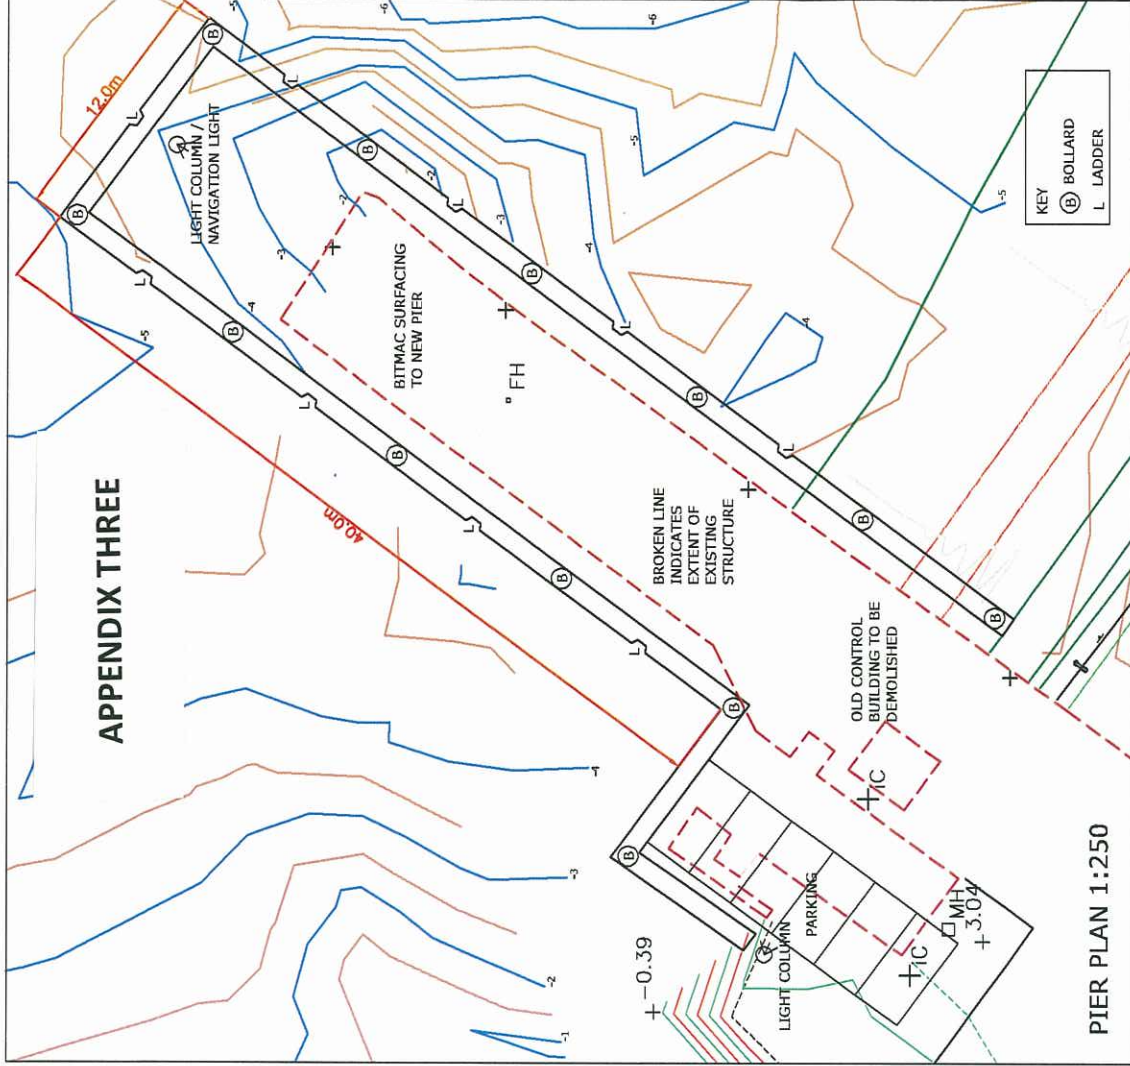 APPENDIX THREE
12.0m
40.0m
LIGHT COLUMN /
NAVIGATION LIGHT
BITMAC SURFACING
TO NEW PIER
FH
BROKEN LINE
INDICATES
EXTENT OF
EXISTING
STRUCTURE
OLD CONTROL
BUILDING TO BE
DEMOLISHED
IC
PARKING
LIGHT COLUMN
MH
3.04
IC
-0.39
PIER PLAN 1:250
KEY
B BOLLARD
L LADDER
B
B
B
B
B
B
B
B
B
B
B
B
B
L
L
L
L
L
L
L
L
L
-5
-6
-6
-5
-5
-5
-4
-3
-2
-2
-3
-4
-4
-5
-4
-3
-2
-1